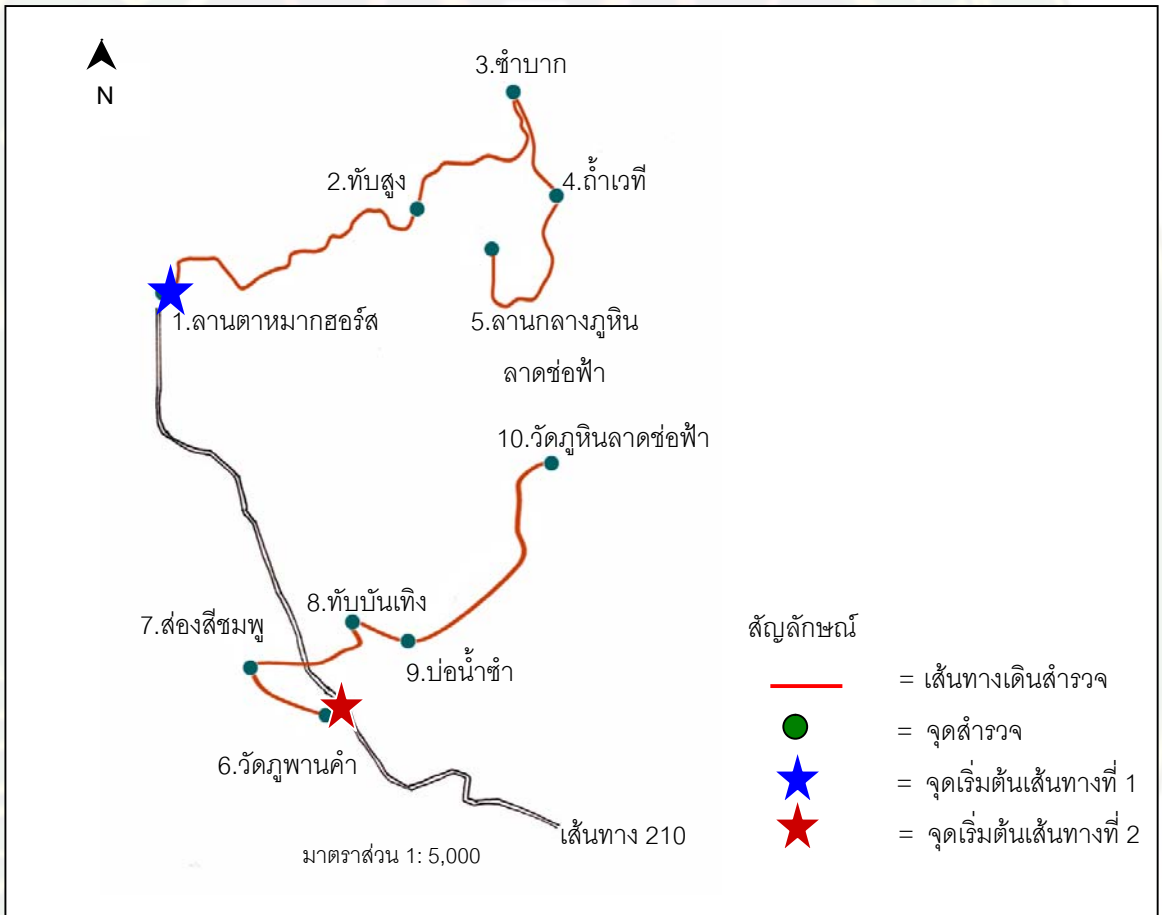 N
3.ซำบาก
2.ทับสูง
4.ถ้ำเวที
1.ลานตาหมากฮอร์ส
5.ลานกลางภูหิน
ลาดช่อฟ้า
10.วัดภูหินลาดช่อฟ้า
8.ทับบันเทิง
7.ส่องสีชมพู
9.บ่อน้ำซำ
6.วัดภูพานคำ
เส้นทาง 210
มาตราส่วน 1: 5,000
สัญลักษณ์
= เส้นทางเดินสำรวจ
= จุดสำรวจ
= จุดเริ่มต้นเส้นทางที่ 1
= จุดเริ่มต้นเส้นทางที่ 2